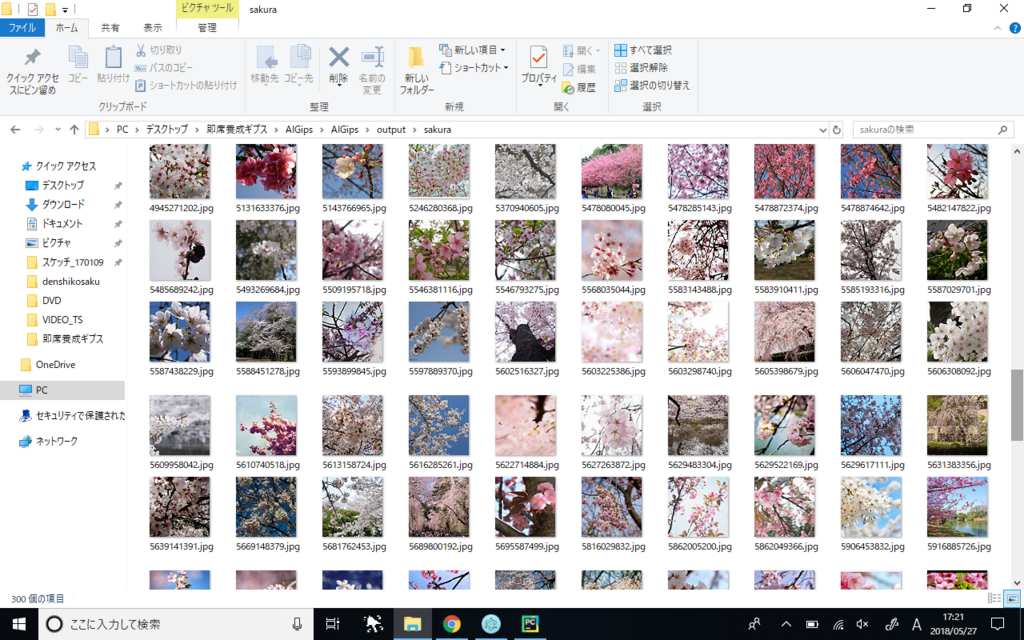 ピクチャ ツール
sakura
ファイル
ホーム
共有
表示
管理
クイック アクセスにピン留め
コピー
貼り付け
切り取り
パスのコピー
ショートカットの貼り付け
クリップボード
移動先
コピー先
削除
名前の変更
整理
新しいフォルダー
新しい項目
ショートカット
新規
プロパティ
開く
編集
履歴
開く
すべて選択
選択解除
選択の切り替え
選択
PC > デスクトップ > 即席養成ギプス > AIGips > AIGips > output > sakura
sakuraの検索
クイック アクセス
デスクトップ
ダウンロード
ドキュメント
ピクチャ
スケッチ_170109
denshikosaku
DVD
VIDEO_TS
即席養成ギプス
OneDrive
PC
セキュリティで保護された
ネットワーク
4945271202.jpg 5131633376.jpg 5143766965.jpg 5246280368.jpg 5370940605.jpg 5478080045.jpg 5478285143.jpg 5478872374.jpg 5478874642.jpg 5482147822.jpg
5485689242.jpg 5493269684.jpg 5509195718.jpg 5546381116.jpg 5546793275.jpg 5568035044.jpg 5583143488.jpg 5583910411.jpg 5585193316.jpg 5587029701.jpg
5587438229.jpg 5588451278.jpg 5593899845.jpg 5597889370.jpg 5602516327.jpg 5603225386.jpg 5603298740.jpg 5605398679.jpg 5606047470.jpg 5606308092.jpg
5609958042.jpg 5610740518.jpg 5613158724.jpg 5616285261.jpg 5622714884.jpg 5627263872.jpg 5629483304.jpg 5629522169.jpg 5629617111.jpg 5631383356.jpg
5639141391.jpg 5669148379.jpg 5681762453.jpg 5689800192.jpg 5695587499.jpg 5816029832.jpg 5862005200.jpg 5862049366.jpg 5906453832.jpg 5916885726.jpg
300 個の項目
ここに入力して検索
PC
A
17:21
2018/05/27